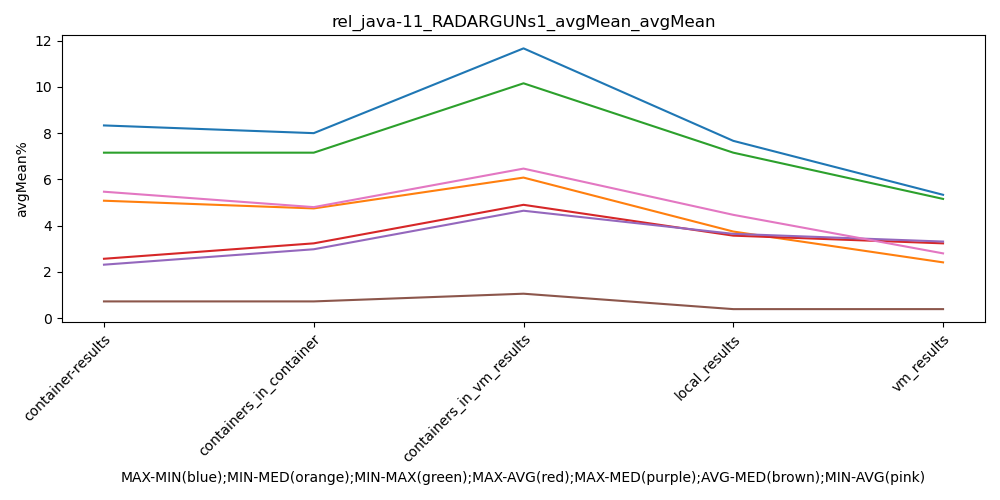 rel_java-11_RADARGUNs1_avgMean_avgMean
12
10
8
6
4
2
0
avgMean%
container-results
containers_in_container
containers_in_vm_results
local_results
vm_results
MAX-MIN(blue);MIN-MED(orange);MIN-MAX(green);MAX-AVG(red);MAX-MED(purple);AVG-MED(brown);MIN-AVG(pink)